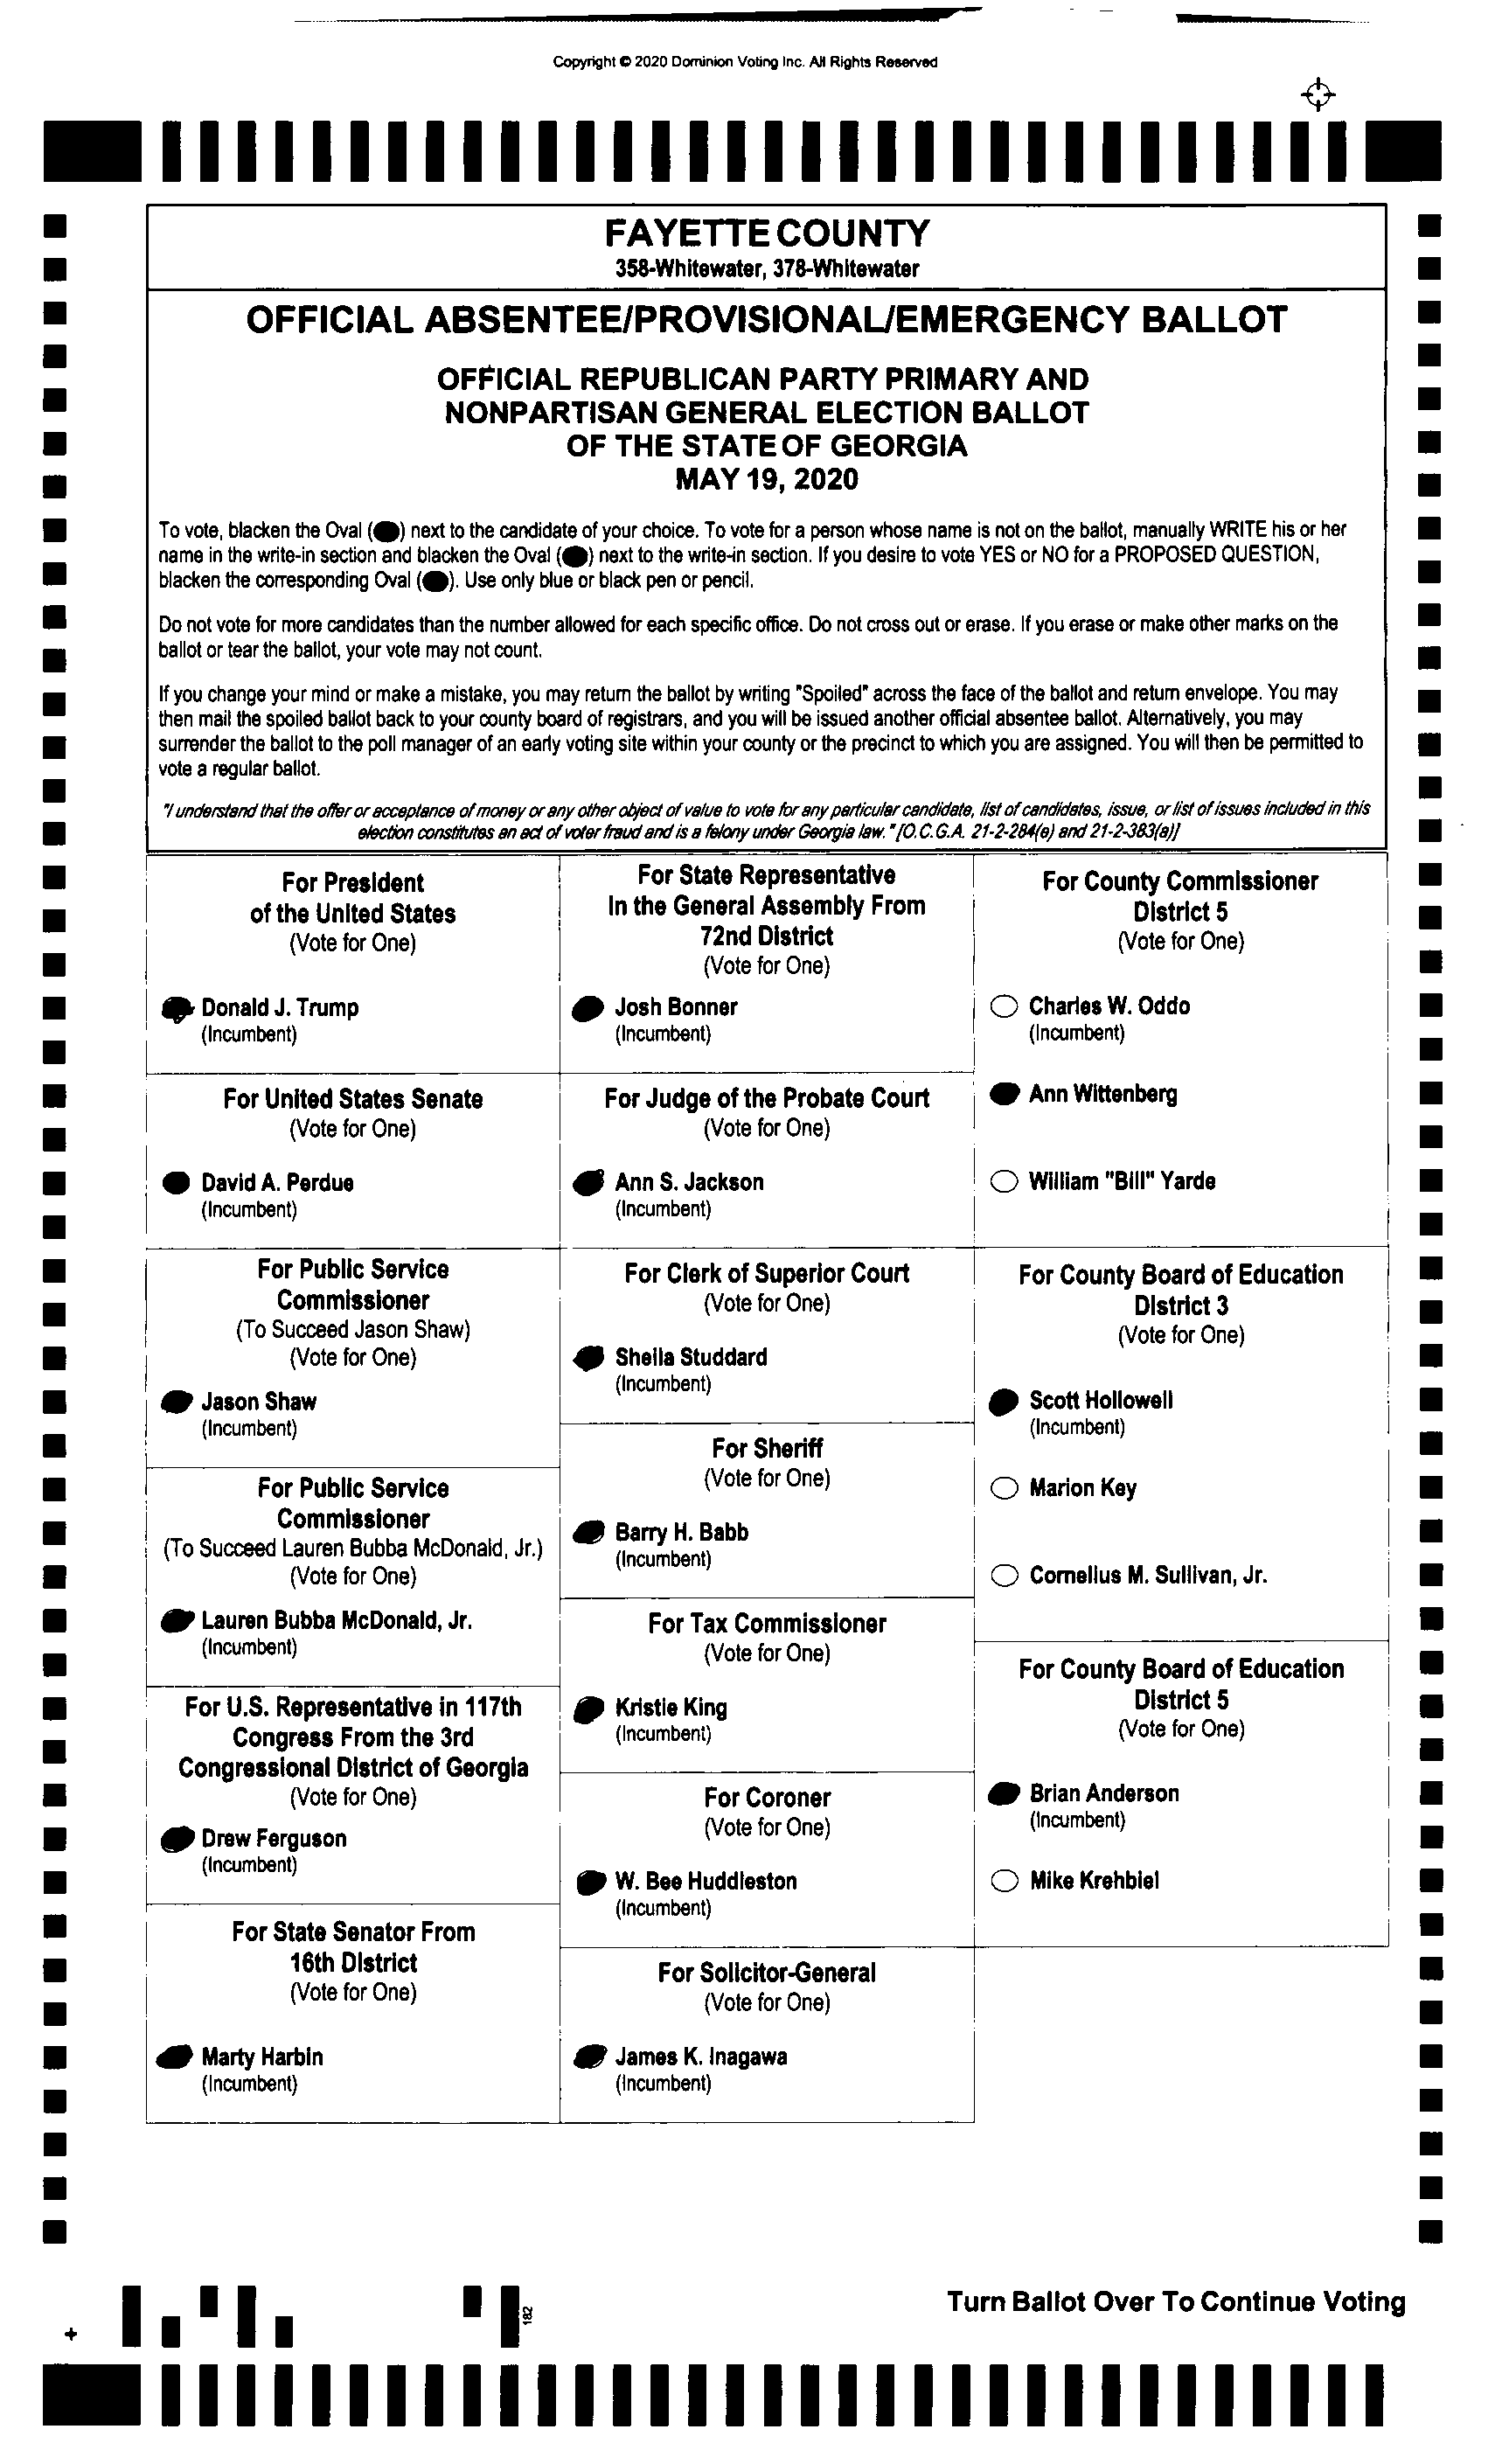 Copyright © 2020 Dominion Voting Inc. All Rights Reserved
FAYETTE COUNTY
358-Whitewater, 378-Whitewater
OFFICIAL ABSENTEE/PROVISIONAL/EMERGENCY BALLOT
OFFICIAL REPUBLICAN PARTY PRIMARY AND
NONPARTISAN GENERAL ELECTION BALLOT
OF THE STATE OF GEORGIA
MAY 19, 2020
To vote, blacken the Oval ( ) next to the candidate of your choice. To vote for a person whose name is not on the ballot, manually WRITE his or her
name in the write-in section and blacken the Oval ( ) next to the write-in section. If you desire to vote YES or NO for a PROPOSED QUESTION,
blacken the corresponding Oval ( ). Use only blue or black pen or pencil.
Do not vote for more candidates than the number allowed for each specific office. Do not cross out or erase. If you erase or make other marks on the
ballot or tear the ballot, your vote may not count.
If you change your mind or make a mistake, you may return the ballot by writing "Spoiled" across the face of the ballot and return envelope. You may
then mail the spoiled ballot back to your county board of registrars, and you will be issued another official absentee ballot. Alternatively, you may
surrender the ballot to the poll manager of an early voting site within your county or the precinct to which you are assigned. You will then be permitted to
vote a regular ballot.
"I understand that the offer or acceptance of money or any other object of value to vote for any particular candidate, list of candidates, issue, or list of issues included in this
election constitutes an act of voter fraud and is a felony under Georgia law." [O.C.G.A. 21-2-284(e) and 21-2-383(a)]
For President
of the United States
(Vote for One)
Donald J. Trump
(Incumbent)
For United States Senate
(Vote for One)
David A. Perdue
(Incumbent)
For Public Service
Commissioner
(To Succeed Jason Shaw)
(Vote for One)
Jason Shaw
(Incumbent)
For Public Service
Commissioner
(To Succeed Lauren Bubba McDonald, Jr.)
(Vote for One)
Lauren Bubba McDonald, Jr.
(Incumbent)
For U.S. Representative in 117th
Congress From the 3rd
Congressional District of Georgia
(Vote for One)
Drew Ferguson
(Incumbent)
For State Senator From
16th District
(Vote for One)
Marty Harbin
(Incumbent)
For State Representative
In the General Assembly From
72nd District
(Vote for One)
Josh Bonner
(Incumbent)
For Judge of the Probate Court
(Vote for One)
Ann S. Jackson
(Incumbent)
For Clerk of Superior Court
(Vote for One)
Sheila Studdard
(Incumbent)
For Sheriff
(Vote for One)
Barry H. Babb
(Incumbent)
For Tax Commissioner
(Vote for One)
Kristie King
(Incumbent)
For Coroner
(Vote for One)
W. Bee Huddleston
(Incumbent)
For Solicitor-General
(Vote for One)
James K. Inagawa
(Incumbent)
For County Commissioner
District 5
(Vote for One)
Charles W. Oddo
(Incumbent)
Ann Wittenberg
William "Bill" Yarde
For County Board of Education
District 3
(Vote for One)
Scott Hollowell
(Incumbent)
Marion Key
Cornelius M. Sullivan, Jr.
For County Board of Education
District 5
(Vote for One)
Brian Anderson
(Incumbent)
Mike Krehbiel
182
Turn Ballot Over To Continue Voting